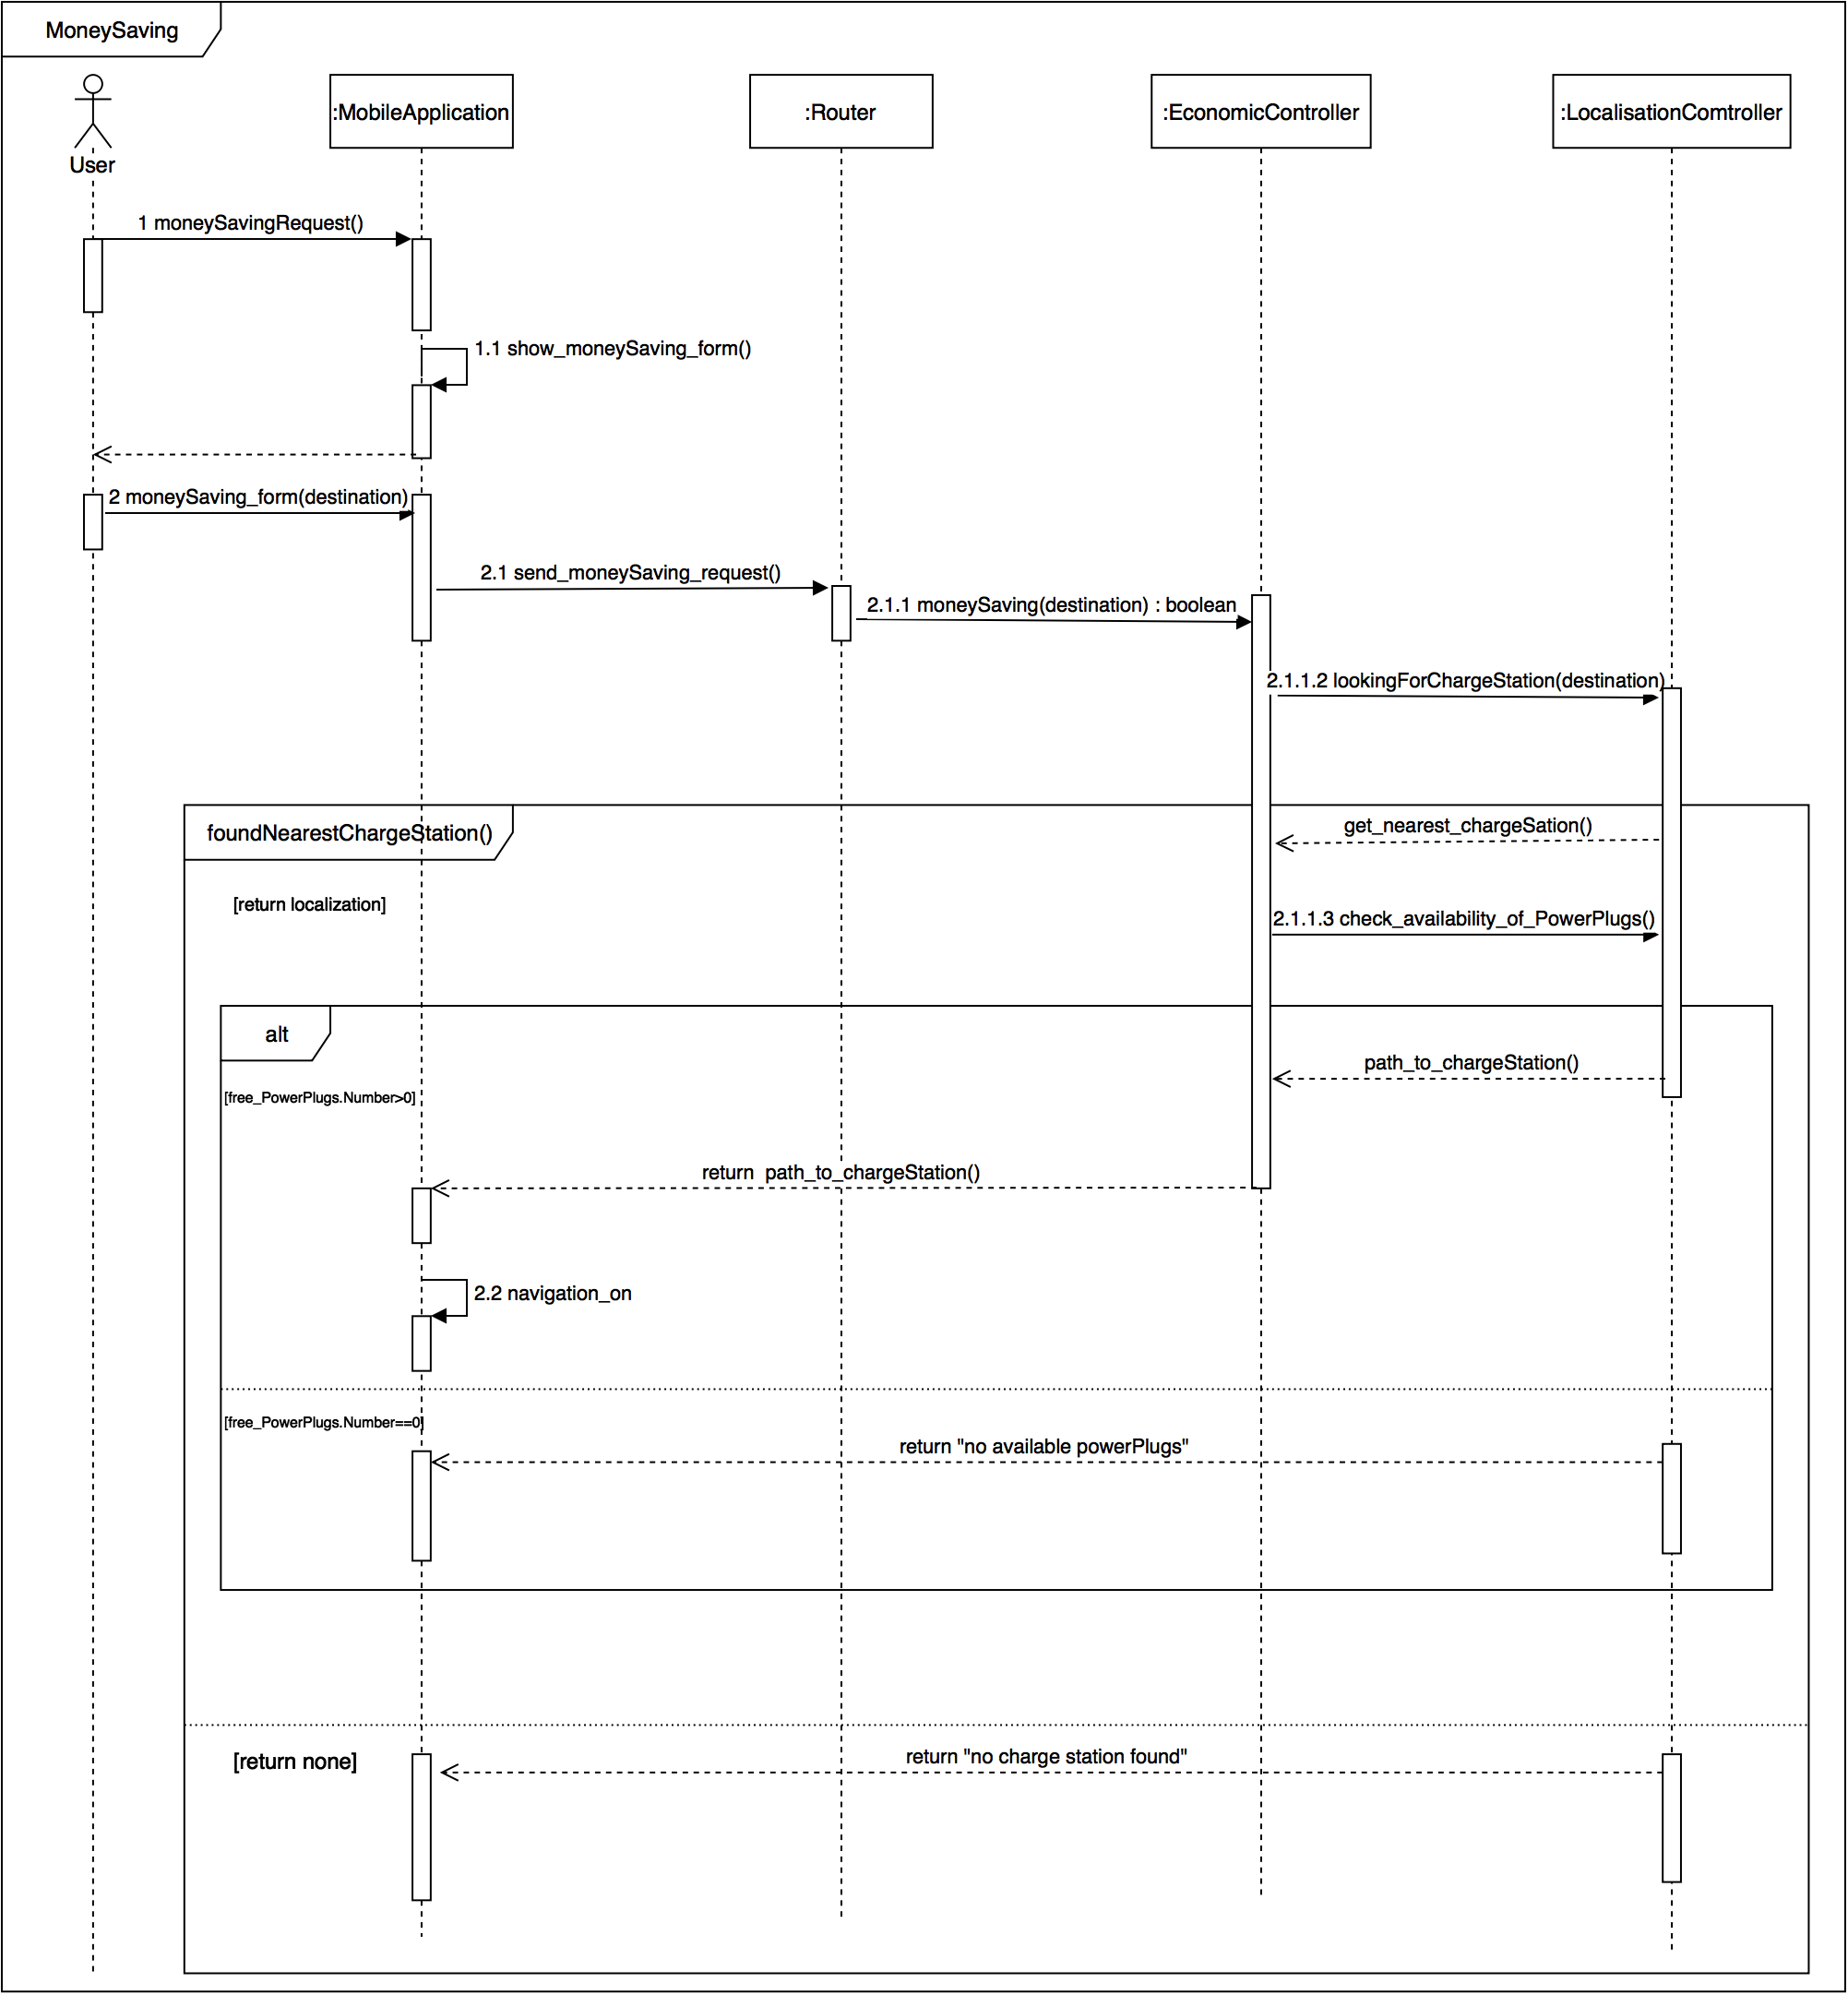 MoneySaving
User
:MobileApplication
:Router
:EconomicController
:LocalisationComtroller
1 moneySavingRequest()
1.1 show_moneySaving_form()
2 moneySaving_form(destination)
2.1 send_moneySaving_request()
2.1.1 moneySaving(destination) : boolean
2.1.1.2 lookingForChargeStation(destination)
foundNearestChargeStation()
get_nearest_chargeSation()
[return localization]
2.1.1.3 check_availability_of_PowerPlugs()
alt
path_to_chargeStation()
[free_PowerPlugs.Number>0]
return  path_to_chargeStation()
2.2 navigation_on
[free_PowerPlugs.Number==0]
return "no available powerPlugs"
[return none]
return "no charge station found"